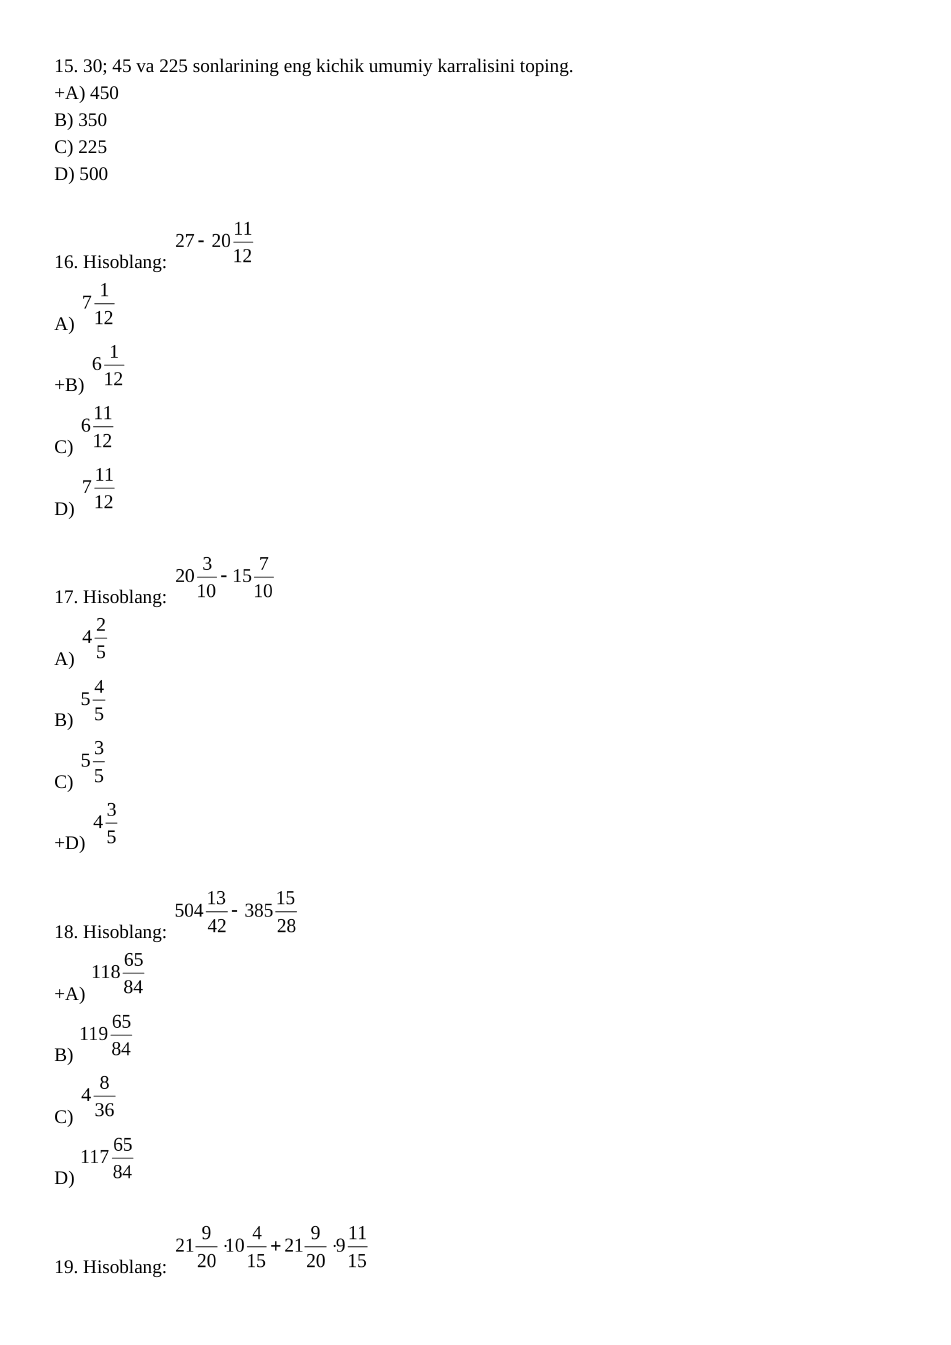 15. 30; 45 va 225 sonlarining eng kichik umumiy karralisini toping.
+A) 450
B) 350
C) 225
D) 500
16. Hisoblang: 27 - 20 11/12
A) 7 1/12
+B) 6 1/12
C) 6 11/12
D) 7 11/12
17. Hisoblang: 20 3/10 - 15 7/10
A) 4 2/5
B) 5 4/5
C) 5 3/5
+D) 4 3/5
18. Hisoblang: 504 13/42 - 385 15/28
+A) 118 65/84
B) 119 65/84
C) 4 8/36
D) 117 65/84
19. Hisoblang: 21 9/20 ·10 4/15 + 21 9/20 ·9 11/15